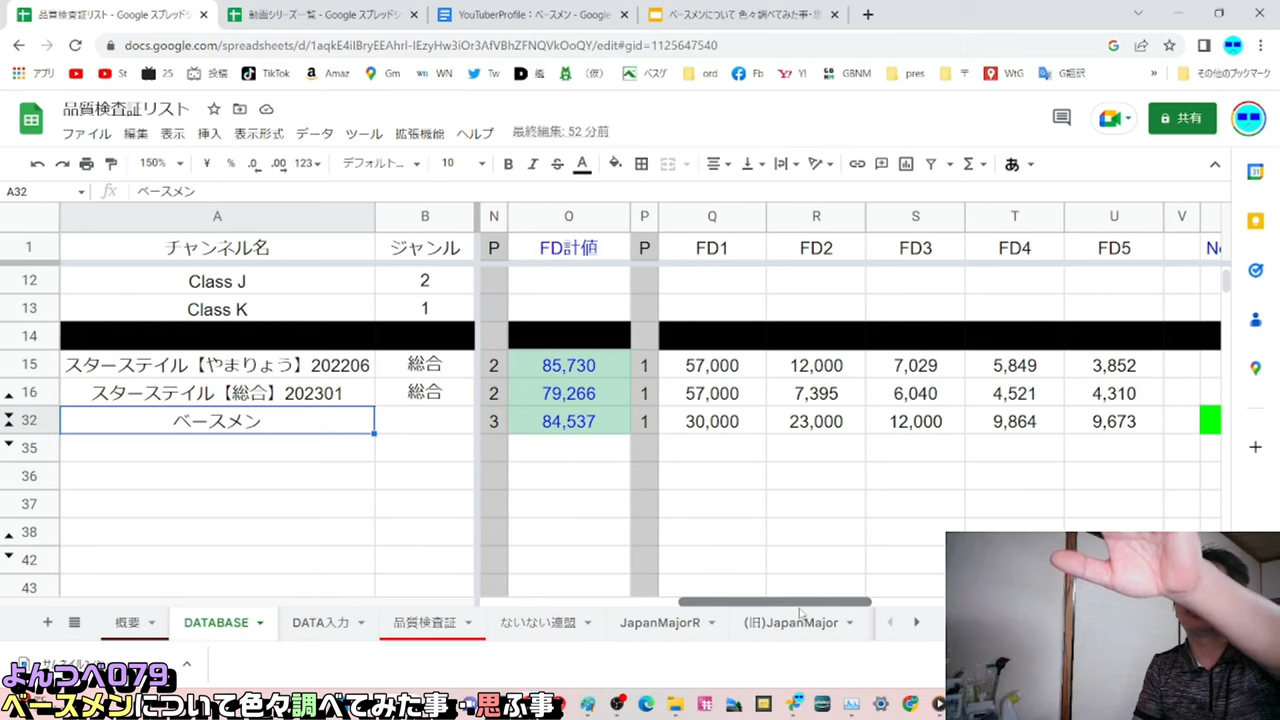 品質検査証リスト - Google スプレッドシ
動画シリーズ一覧 - Google スプレッドシ
YouTuberProfile：ベースメン - Google
ベースメンについて 色々調べてみた事・思
docs.google.com/spreadsheets/d/1aqkE4iIBryEEAhrI-IEzyHw3iOr3AfVBhZFNQVkOoQY/edit#gid=1125647540
アプリ St 25 投稿 TikTok Amaz Gm WN Tw 艦 (仮) ベスゲ ord Fb Y! GBNM pres 〒 WtG G翻訳 » その他のブックマーク
品質検査証リスト
ファイル 編集 表示 挿入 表示形式 データ ツール 拡張機能 ヘルプ 最終編集: 52 分前
共有
150% ¥ % .0 .00 123 デフォルト... 10 B I S A Σ あ
A32 fx ベースメン
A B N O P Q R S T U V
1 チャンネル名 ジャンル P FD計値 P FD1 FD2 FD3 FD4 FD5
12 Class J 2
13 Class K 1
14
15 スターステイル【やまりょう】202206 総合 2 85,730 1 57,000 12,000 7,029 5,849 3,852
16 スターステイル【総合】202301 総合 2 79,266 1 57,000 7,395 6,040 4,521 4,310
32 ベースメン 3 84,537 1 30,000 23,000 12,000 9,864 9,673
35
36
37
38
42
43
概要 DATABASE DATA入力 品質検査証 ないない連盟 JapanMajorR (旧)JapanMajor
よんつべ079
ベースメンについて色々調べてみた事・思ふ事